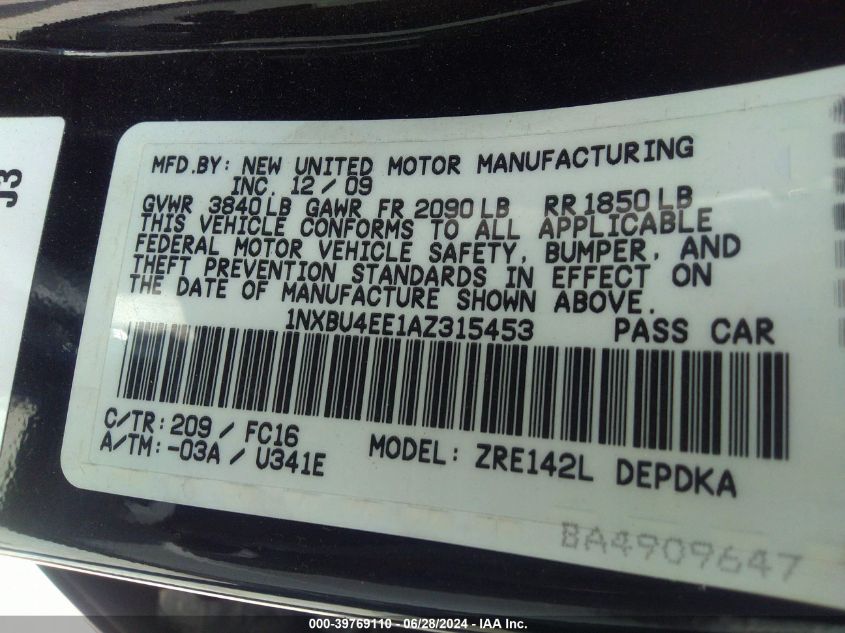 J3
MFD.BY: NEW UNITED MOTOR MANUFACTURING
INC. 12 / 09
GVWR 3840 LB GAWR FR 2090 LB RR 1850 LB
THIS VEHICLE CONFORMS TO ALL APPLICABLE
FEDERAL MOTOR VEHICLE SAFETY, BUMPER, AND
THEFT PREVENTION STANDARDS IN EFFECT ON
THE DATE OF MANUFACTURE SHOWN ABOVE.
1NXBU4EE1AZ315453 PASS CAR
C/TR: 209 / FC16
A/TM: -03A / U341E
MODEL: ZRE142L DEPDKA
BA4909647
000-39769110 - 06/28/2024 - IAA Inc.